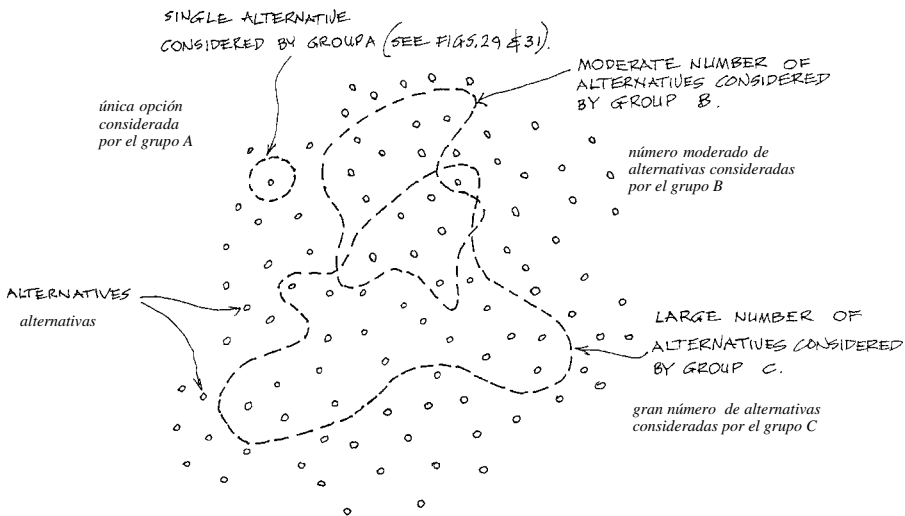 SINGLE ALTERNATIVE
CONSIDERED BY GROUP A (SEE FIGS. 29 & 31).
MODERATE NUMBER OF
ALTERNATIVES CONSIDERED
BY GROUP B.
única opción
considerada
por el grupo A
número moderado de
alternativas consideradas
por el grupo B
ALTERNATIVES
alternativas
LARGE NUMBER OF
ALTERNATIVES CONSIDERED
BY GROUP C.
gran número de alternativas
consideradas por el grupo C